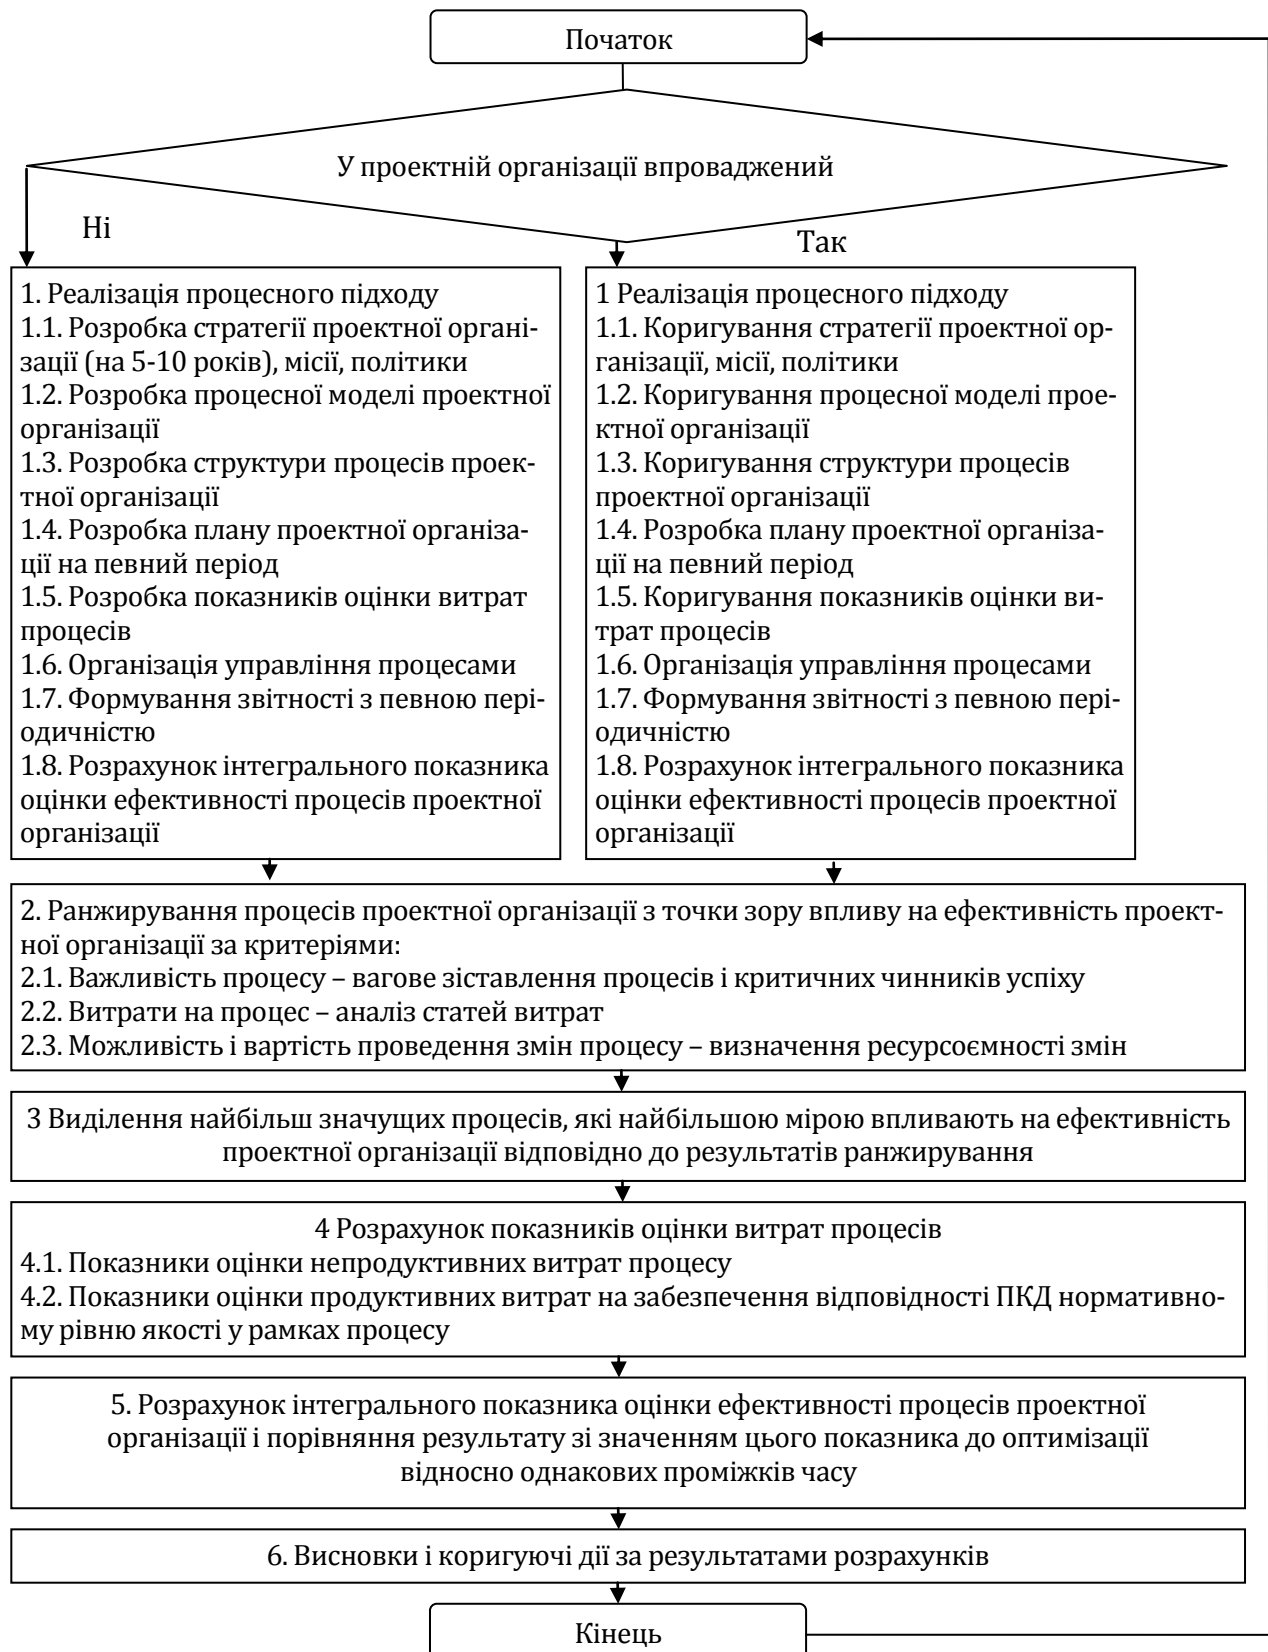 Початок
У проектній організації впроваджений
Ні
Так
1. Реалізація процесного підходу
1.1. Розробка стратегії проектної органі-
зації (на 5-10 років), місії, політики
1.2. Розробка процесної моделі проектної
організації
1.3. Розробка структури процесів проек-
тної організації
1.4. Розробка плану проектної організа-
ції на певний період
1.5. Розробка показників оцінки витрат
процесів
1.6. Організація управління процесами
1.7. Формування звітності з певною пері-
одичністю
1.8. Розрахунок інтегрального показника
оцінки ефективності процесів проектної
організації
1 Реалізація процесного підходу
1.1. Коригування стратегії проектної ор-
ганізації, місії, політики
1.2. Коригування процесної моделі прое-
ктної організації
1.3. Коригування структури процесів
проектної організації
1.4. Розробка плану проектної організа-
ції на певний період
1.5. Коригування показників оцінки ви-
трат процесів
1.6. Організація управління процесами
1.7. Формування звітності з певною пері-
одичністю
1.8. Розрахунок інтегрального показника
оцінки ефективності процесів проектної
організації
2. Ранжирування процесів проектної організації з точки зору впливу на ефективність проект-
ної організації за критеріями:
2.1. Важливість процесу – вагове зіставлення процесів і критичних чинників успіху
2.2. Витрати на процес – аналіз статей витрат
2.3. Можливість і вартість проведення змін процесу – визначення ресурсоємності змін
3 Виділення найбільш значущих процесів, які найбільшою мірою впливають на ефективність
проектної організації відповідно до результатів ранжирування
4 Розрахунок показників оцінки витрат процесів
4.1. Показники оцінки непродуктивних витрат процесу
4.2. Показники оцінки продуктивних витрат на забезпечення відповідності ПКД нормативно-
му рівню якості у рамках процесу
5. Розрахунок інтегрального показника оцінки ефективності процесів проектної
організації і порівняння результату зі значенням цього показника до оптимізації
відносно однакових проміжків часу
6. Висновки і коригуючі дії за результатами розрахунків
Кінець